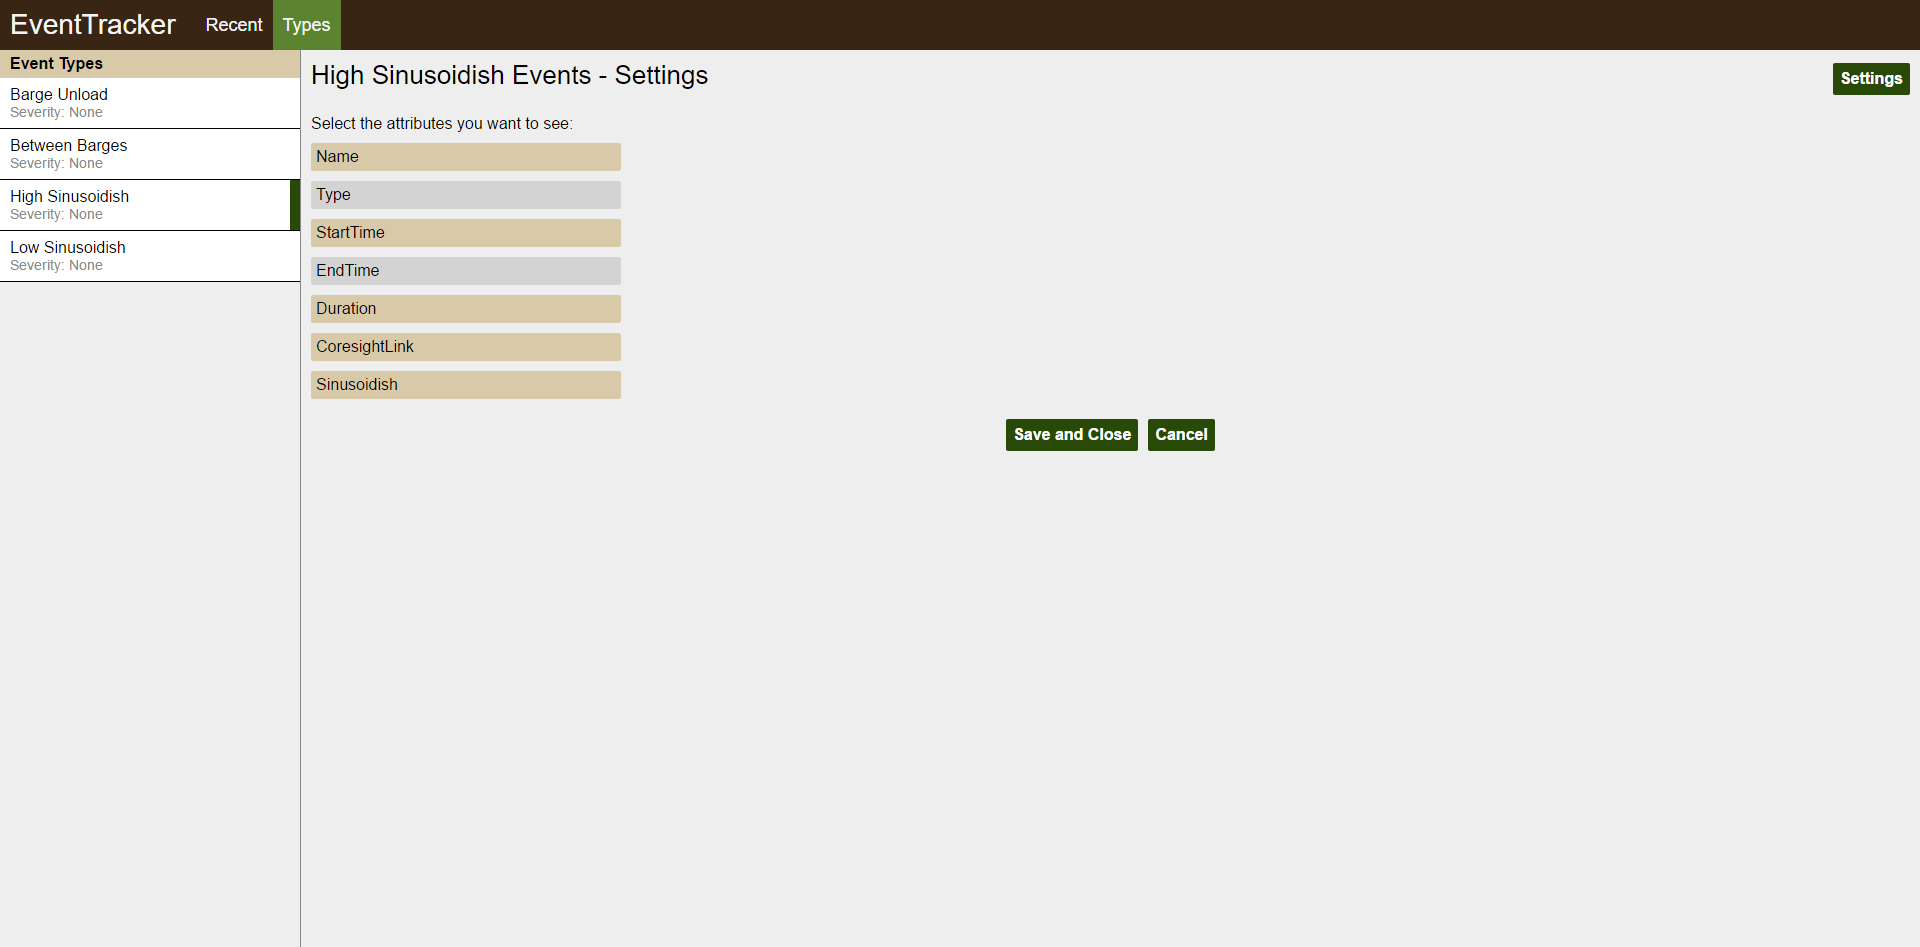 EventTracker Recent Types
Event Types
Barge Unload
Severity: None
Between Barges
Severity: None
High Sinusoidish
Severity: None
Low Sinusoidish
Severity: None
High Sinusoidish Events - Settings
Settings
Select the attributes you want to see:
Name
Type
StartTime
EndTime
Duration
CoresightLink
Sinusoidish
Save and Close Cancel